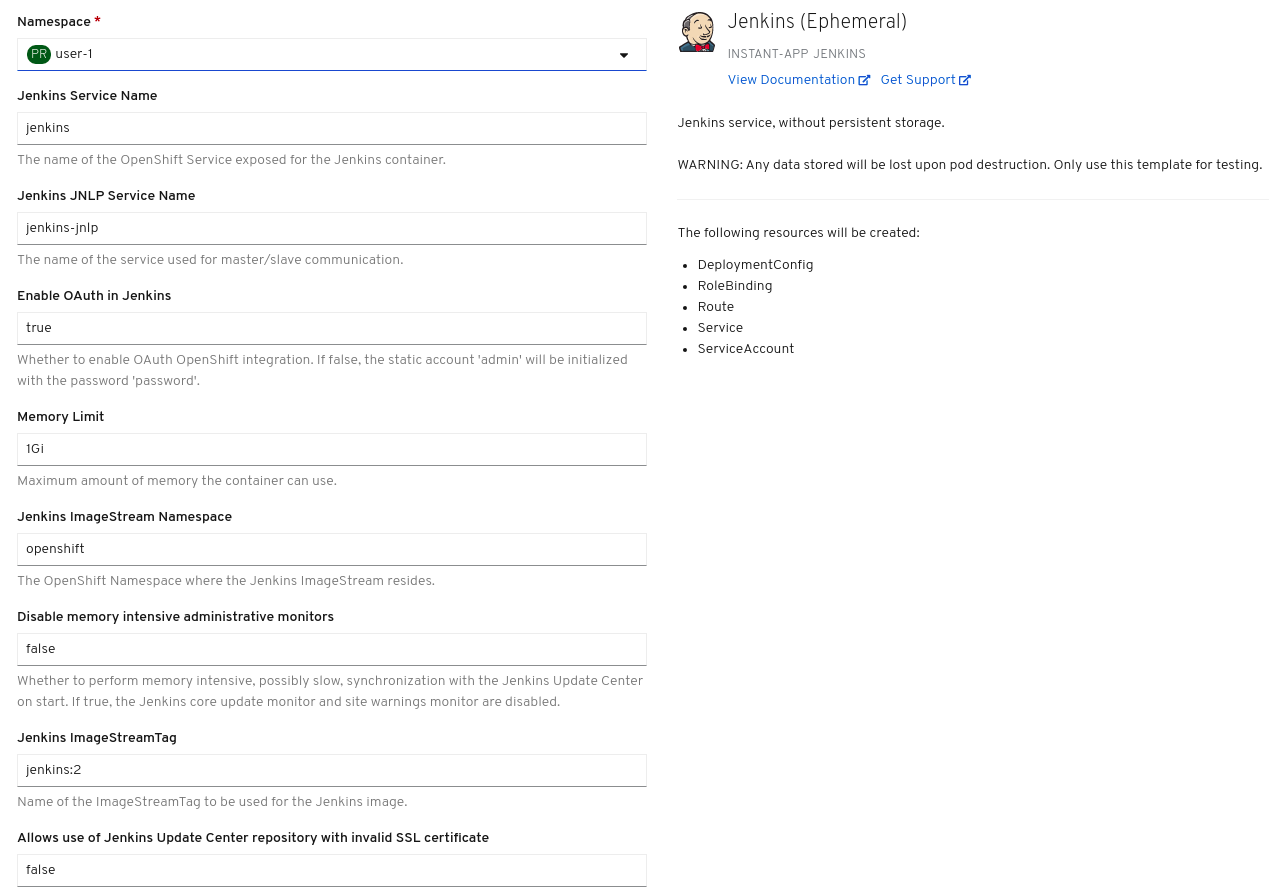 Namespace *
PR user-1
Jenkins Service Name
jenkins
The name of the OpenShift Service exposed for the Jenkins container.
Jenkins JNLP Service Name
jenkins-jnlp
The name of the service used for master/slave communication.
Enable OAuth in Jenkins
true
Whether to enable OAuth OpenShift integration. If false, the static account 'admin' will be initialized
with the password 'password'.
Memory Limit
1Gi
Maximum amount of memory the container can use.
Jenkins ImageStream Namespace
openshift
The OpenShift Namespace where the Jenkins ImageStream resides.
Disable memory intensive administrative monitors
false
Whether to perform memory intensive, possibly slow, synchronization with the Jenkins Update Center
on start. If true, the Jenkins core update monitor and site warnings monitor are disabled.
Jenkins ImageStreamTag
jenkins:2
Name of the ImageStreamTag to be used for the Jenkins image.
Allows use of Jenkins Update Center repository with invalid SSL certificate
false
Jenkins (Ephemeral)
INSTANT-APP JENKINS
View Documentation Get Support
Jenkins service, without persistent storage.
WARNING: Any data stored will be lost upon pod destruction. Only use this template for testing.
The following resources will be created:
• DeploymentConfig
• RoleBinding
• Route
• Service
• ServiceAccount